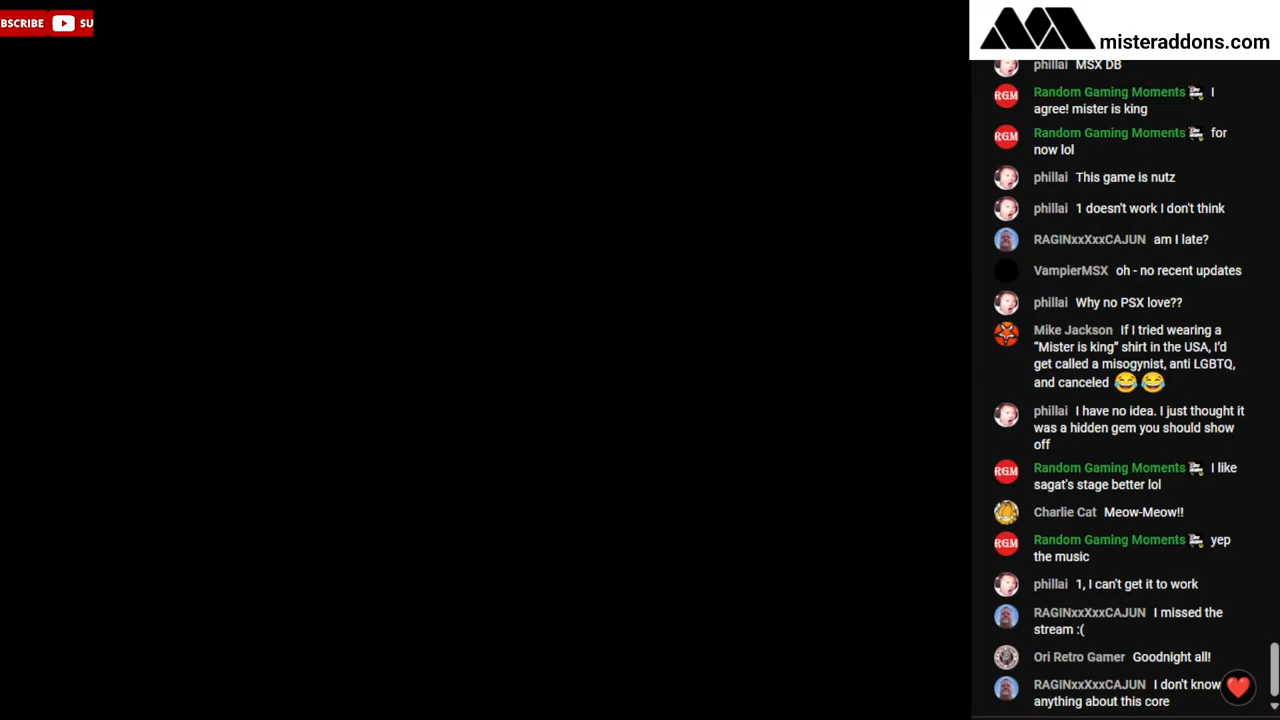 BSCRIBE SU
misteraddons.com
phillai MSX DB
Random Gaming Moments I
agree! mister is king
Random Gaming Moments for
now lol
phillai This game is nutz
phillai 1 doesn't work I don't think
RAGINxxXxxCAJUN am I late?
VampierMSX oh - no recent updates
phillai Why no PSX love??
Mike Jackson If I tried wearing a
“Mister is king” shirt in the USA, I’d
get called a misogynist, anti LGBTQ,
and canceled 😂😂
phillai I have no idea. I just thought it
was a hidden gem you should show
off
Random Gaming Moments I like
sagat's stage better lol
Charlie Cat Meow-Meow!!
Random Gaming Moments yep
the music
phillai 1, I can't get it to work
RAGINxxXxxCAJUN I missed the
stream :(
Ori Retro Gamer Goodnight all!
RAGINxxXxxCAJUN I don't know
anything about this core